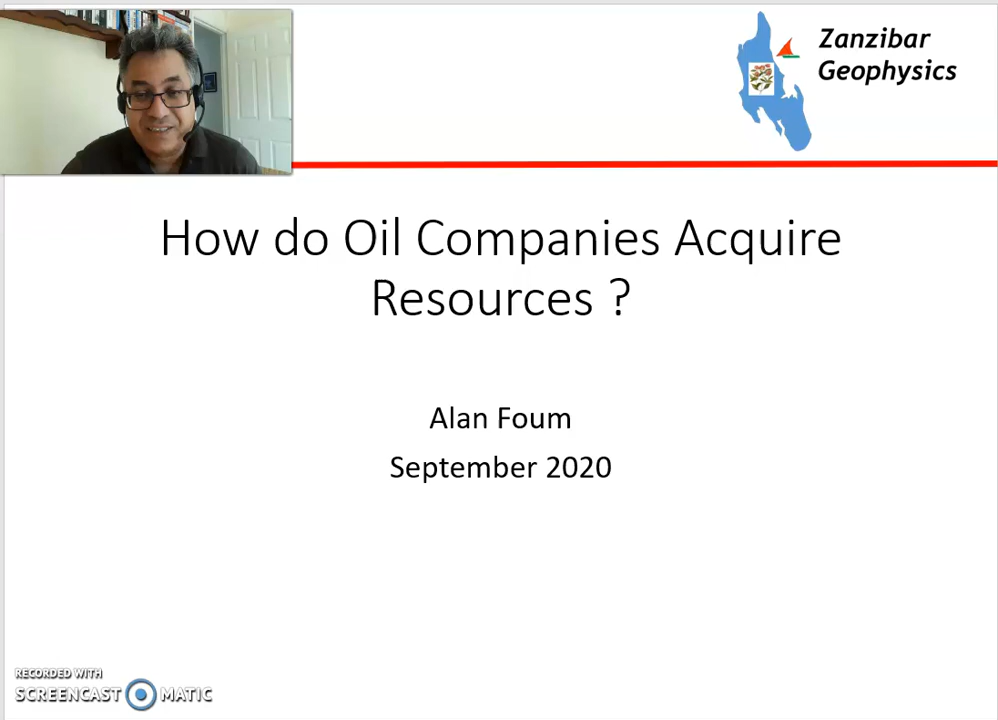 Zanzibar
Geophysics
How do Oil Companies Acquire
Resources ?
Alan Foum
September 2020
RECORDED WITH
SCREENCAST MATIC